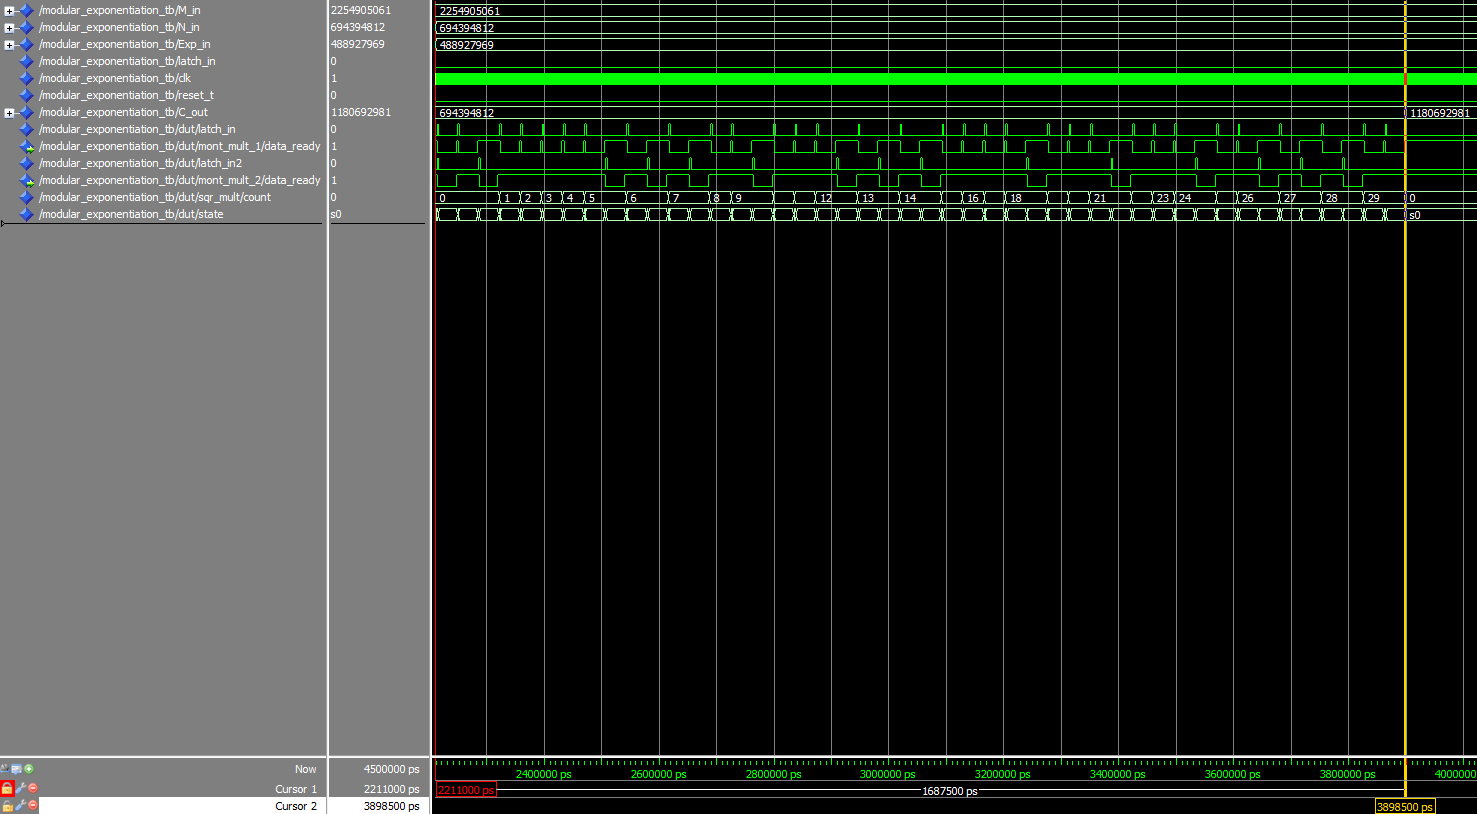 /modular_exponentiation_tb/M_in 2254905061 2254905061
/modular_exponentiation_tb/N_in 694394812 694394812
/modular_exponentiation_tb/Exp_in 488927969 488927969
/modular_exponentiation_tb/latch_in 0
/modular_exponentiation_tb/clk 1
/modular_exponentiation_tb/reset_t 0
/modular_exponentiation_tb/C_out 1180692981 694394812 1180692981
/modular_exponentiation_tb/dut/latch_in 0
/modular_exponentiation_tb/dut/mont_mult_1/data_ready 1
/modular_exponentiation_tb/dut/latch_in2 0
/modular_exponentiation_tb/dut/mont_mult_2/data_ready 1
/modular_exponentiation_tb/dut/sqr_mult/count 0 0 1 2 3 4 5 6 7 8 9 12 13 14 16 18 21 23 24 26 27 28 29 0
/modular_exponentiation_tb/dut/state s0 s0
Now 4500000 ps 2400000 ps 2600000 ps 2800000 ps 3000000 ps 3200000 ps 3400000 ps 3600000 ps 3800000 ps 4000000
Cursor 1 2211000 ps 2211000 ps 1687500 ps
Cursor 2 3898500 ps 3898500 ps